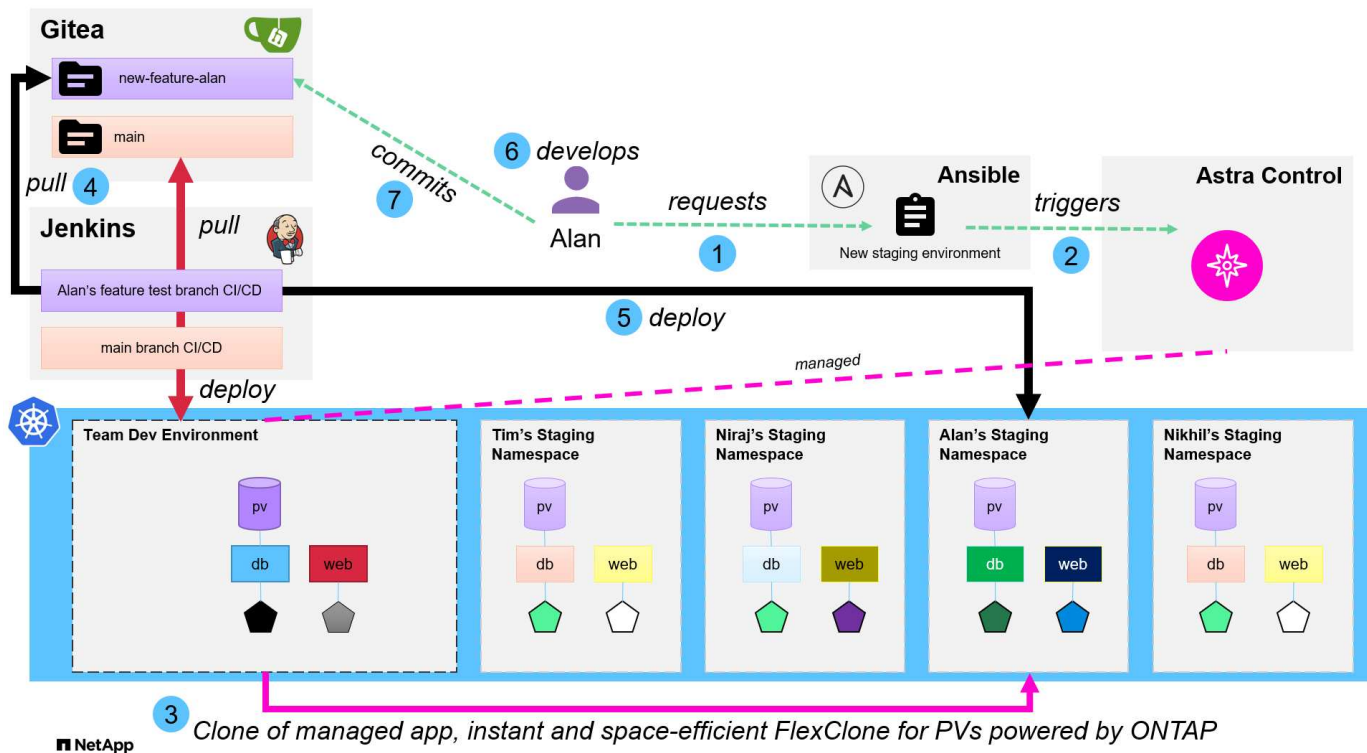 Gitea
new-feature-alan
main
pull
4
commits
7
6
develops
Alan
requests
1
Ansible
New staging environment
triggers
2
Astra Control
Jenkins
pull
Alan's feature test branch CI/CD
main branch CI/CD
5
deploy
managed
deploy
Team Dev Environment
pv
db
web
Tim's Staging
Namespace
pv
db
web
Niraj's Staging
Namespace
pv
db
web
Alan's Staging
Namespace
pv
db
web
Nikhil's Staging
Namespace
pv
db
web
3
Clone of managed app, instant and space-efficient FlexClone for PVs powered by ONTAP
NetApp